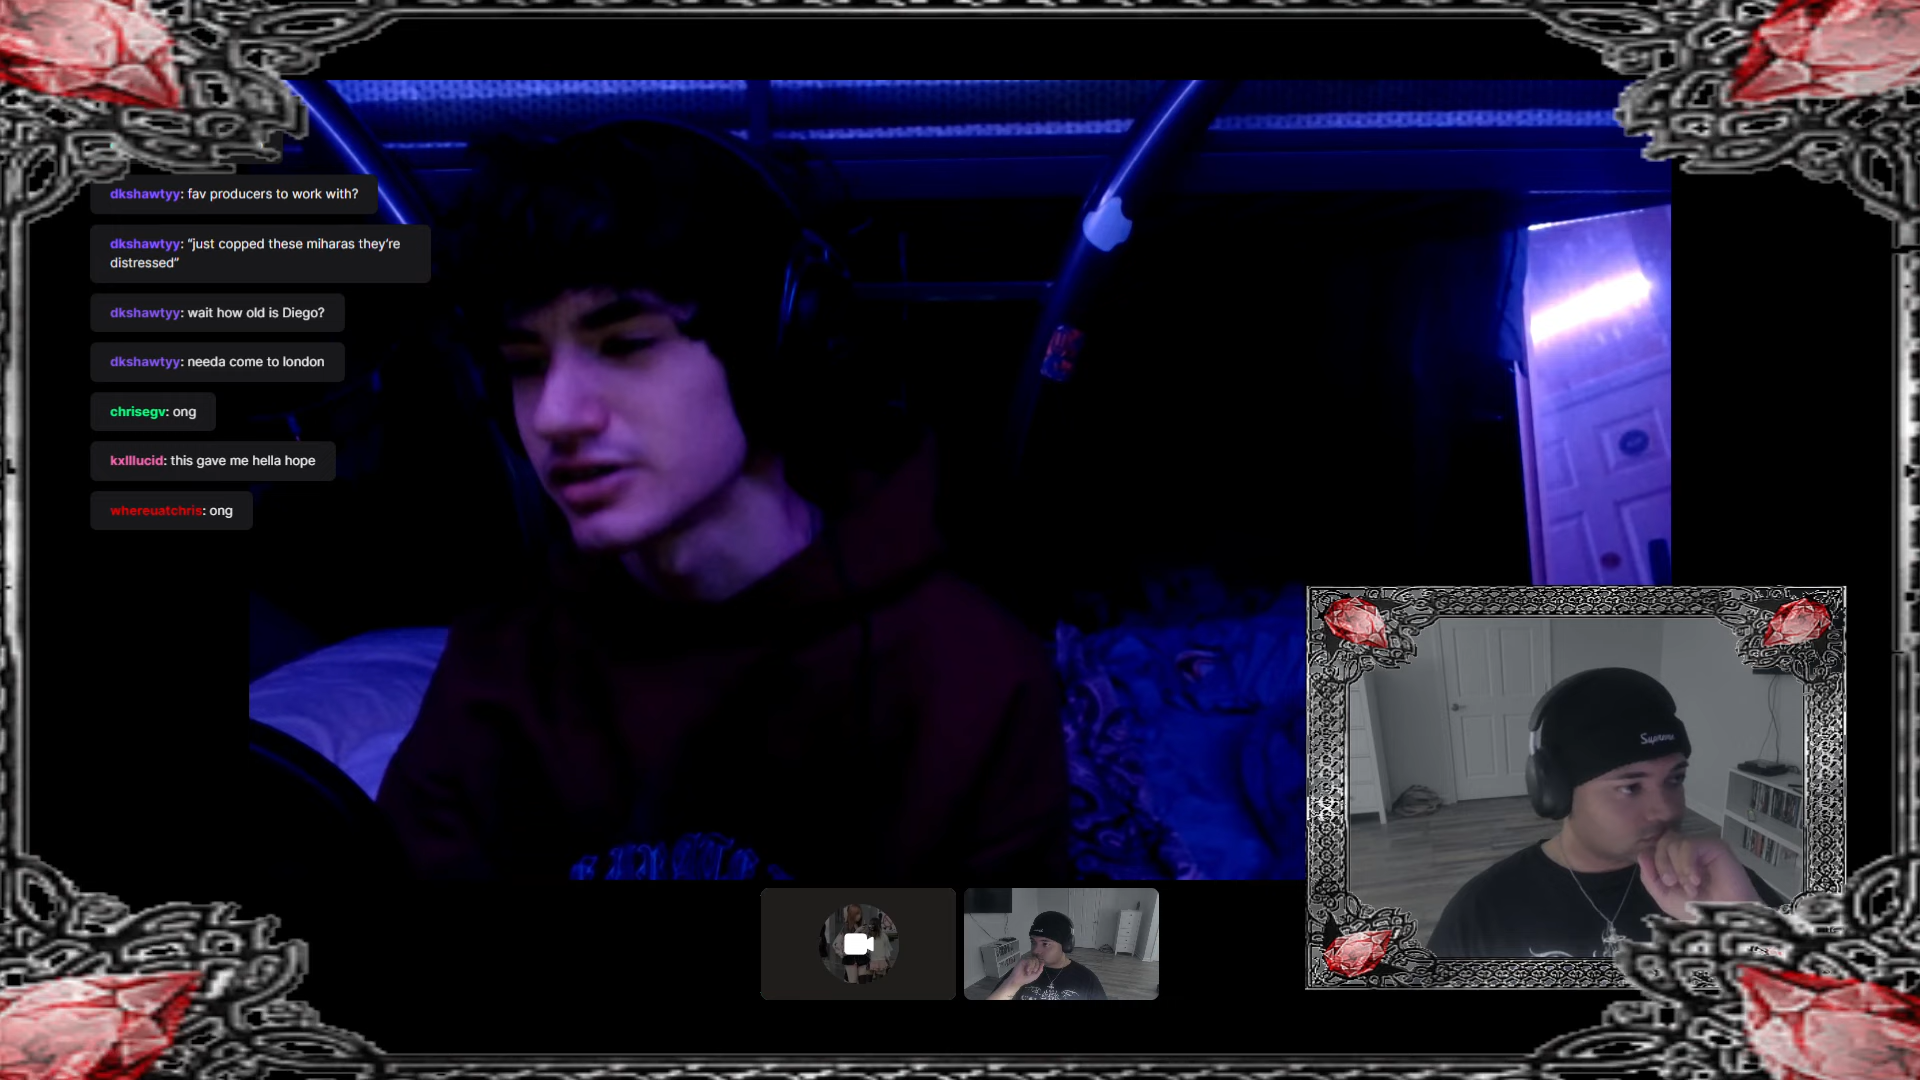 dkshawtyy: fav producers to work with?
dkshawtyy: “just copped these miharas they’re
distressed”
dkshawtyy: wait how old is Diego?
dkshawtyy: needa come to london
chrisegv: ong
kxlllucid: this gave me hella hope
whereuatchris: ong
Supreme